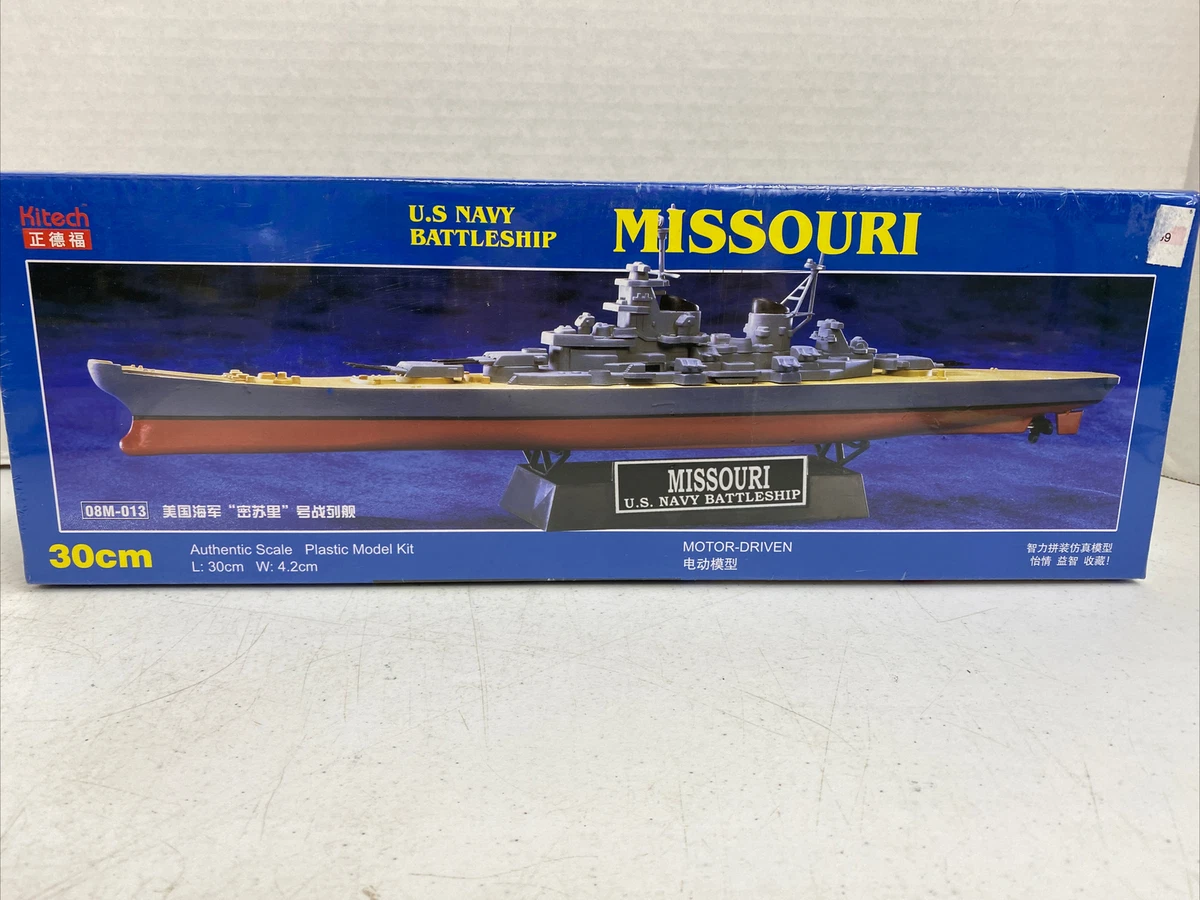 Kitech
正德福
U.S NAVY
BATTLESHIP
MISSOURI
9
MISSOURI
U.S. NAVY BATTLESHIP
08M-013 美国海军“密苏里”号战列舰
30cm
Authentic Scale Plastic Model Kit
L: 30cm W: 4.2cm
MOTOR-DRIVEN
电动模型
智力拼装仿真模型
怡情 益智 收藏!